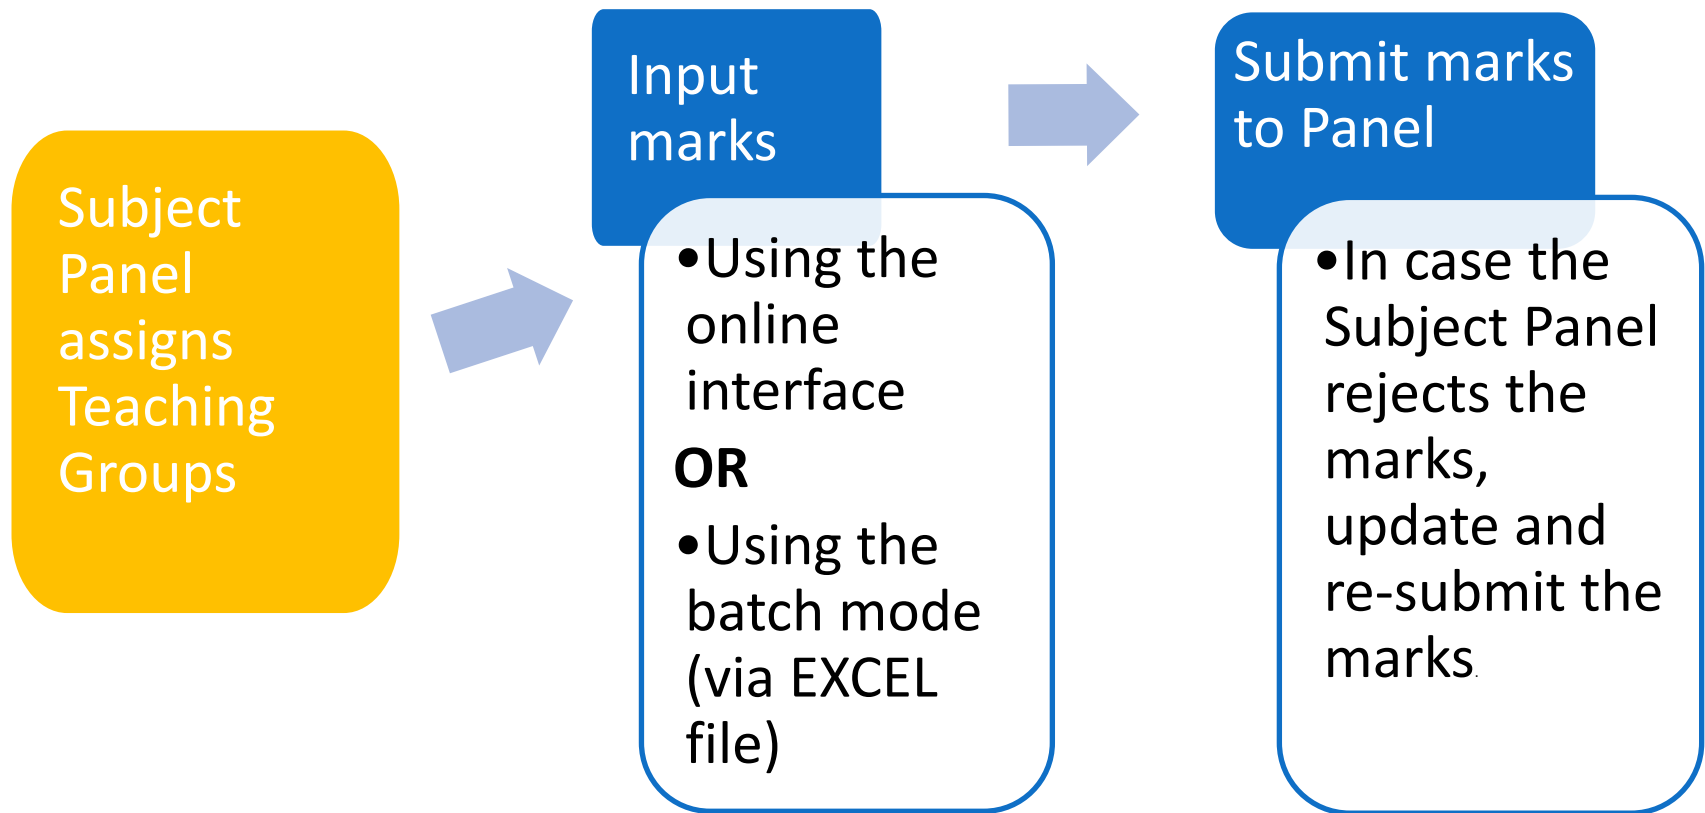 Subject
Panel
assigns
Teaching
Groups
Input
marks
•Using the
online
interface
OR
•Using the
batch mode
(via EXCEL
file)
Submit marks
to Panel
•In case the
Subject Panel
rejects the
marks,
update and
re-submit the
marks.